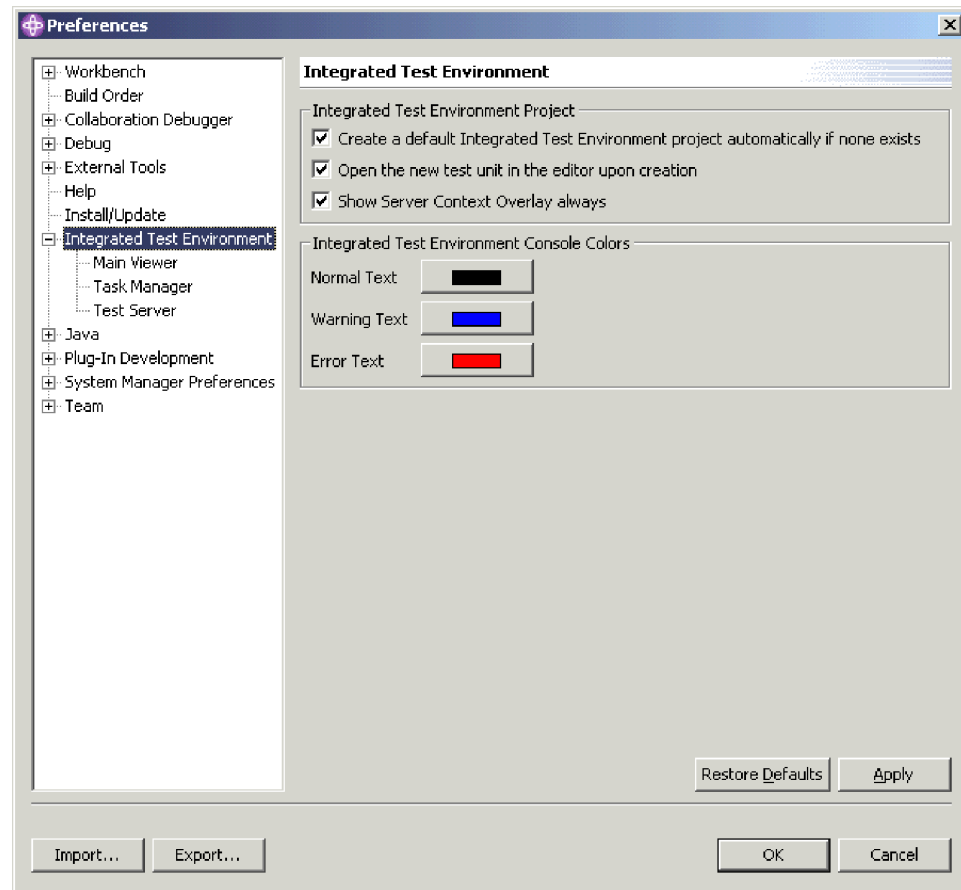 Preferences
Workbench
Build Order
Collaboration Debugger
Debug
External Tools
Help
Install/Update
Integrated Test Environment
Main Viewer
Task Manager
Test Server
Java
Plug-In Development
System Manager Preferences
Team
Integrated Test Environment
Integrated Test Environment Project
Create a default Integrated Test Environment project automatically if none exists
Open the new test unit in the editor upon creation
Show Server Context Overlay always
Integrated Test Environment Console Colors
Normal Text
Warning Text
Error Text
Restore Defaults Apply
Import... Export... OK Cancel